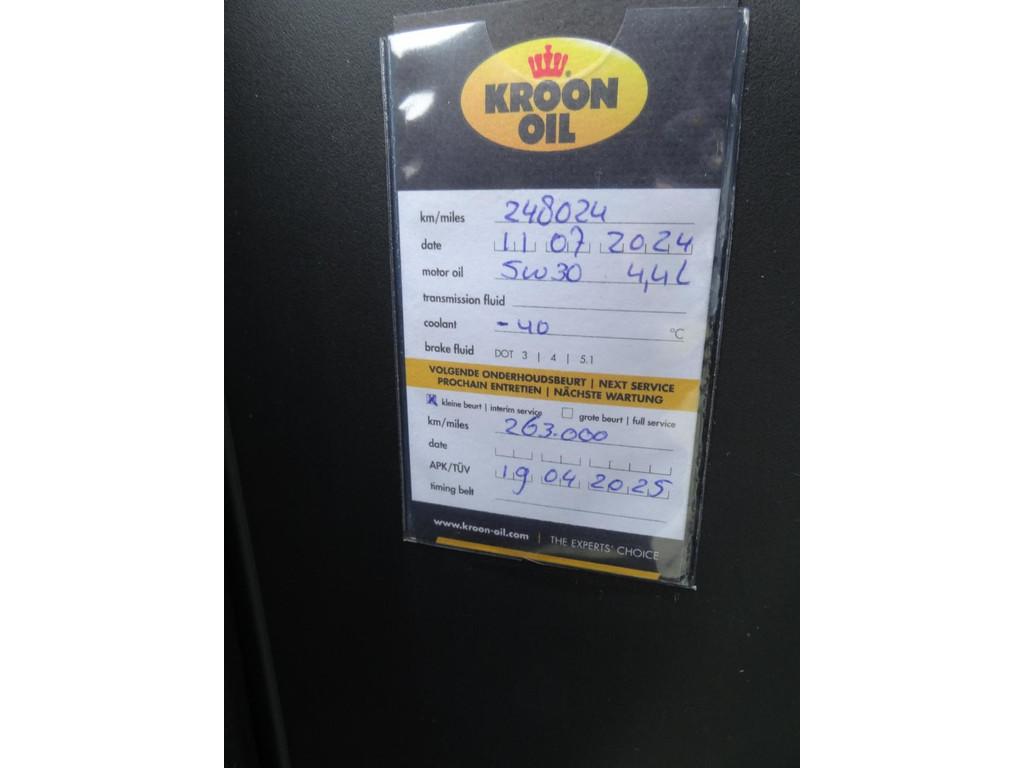 KROON
OIL
km/miles 248024
date 11 07 2024
motor oil 5w30 4,4L
transmission fluid
coolant -40 °C
brake fluid DOT 3 | 4 | 5.1
VOLGENDE ONDERHOUDSBEURT | NEXT SERVICE
PROCHAIN ENTRETIEN | NÄCHSTE WARTUNG
kleine beurt | interim service grote beurt | full service
km/miles 263.000
date
APK/TÜV 19 04 2025
timing belt
www.kroon-oil.com | THE EXPERTS' CHOICE